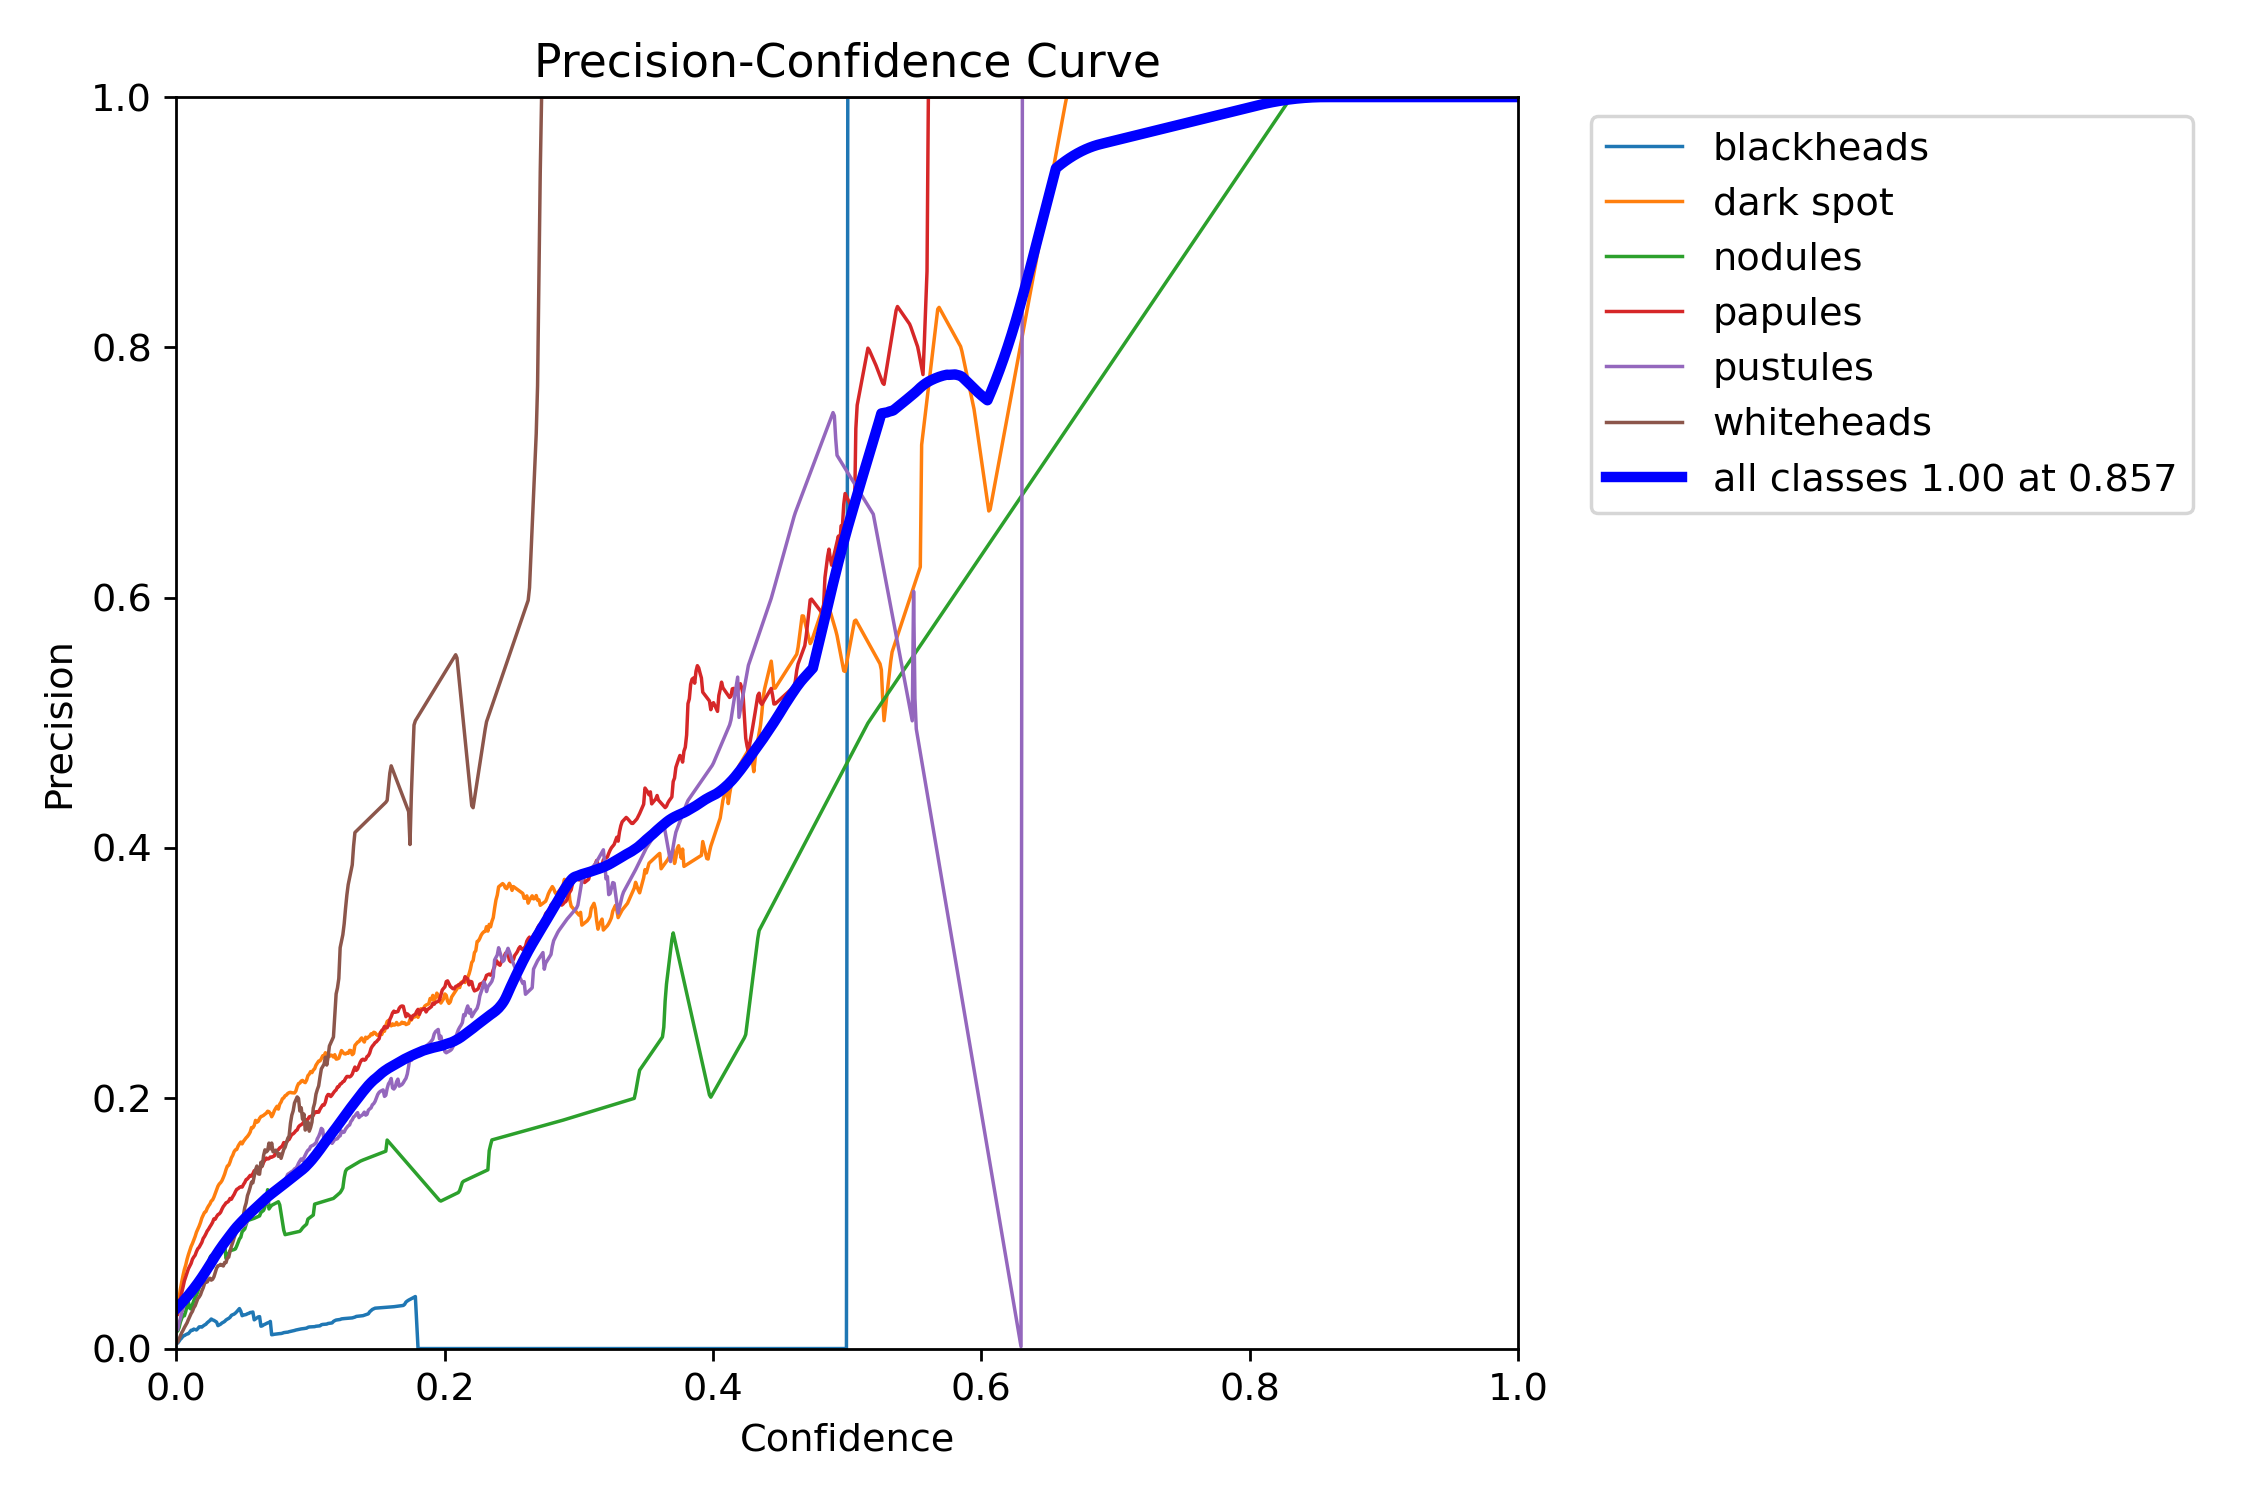 Precision-Confidence Curve
1.0
0.8
0.6
0.4
0.2
0.0
Precision
0.0 0.2 0.4 0.6 0.8 1.0
Confidence
blackheads
dark spot
nodules
papules
pustules
whiteheads
all classes 1.00 at 0.857